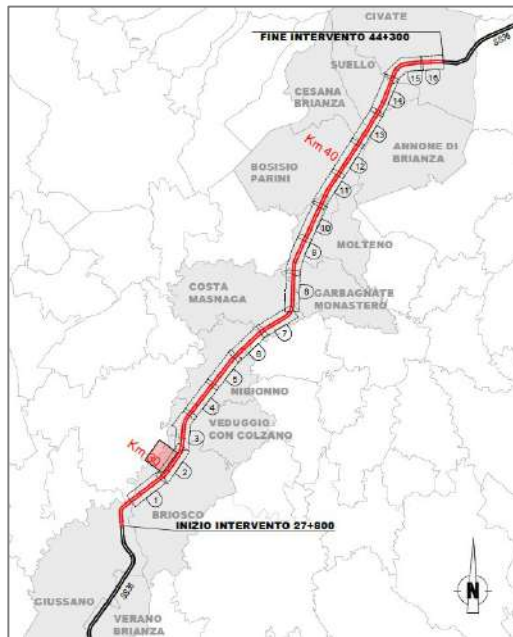 CIVATE
FINE INTERVENTO 44+300
SS36
SUELLO
15
16
CESANA
BRIANZA
14
13
Km 40
ANNONE DI
BRIANZA
12
BOSISIO
PARINI
11
10
MOLTENO
9
COSTA
MASNAGA
8
GARBAGNATE
MONASTERO
7
6
5
NIBIONNO
4
VEDUGGIO
CON COLZANO
3
Km 30
2
1
BRIOSCO
INIZIO INTERVENTO 27+800
SS36
GIUSSANO
VERANO
BRIANZA
N